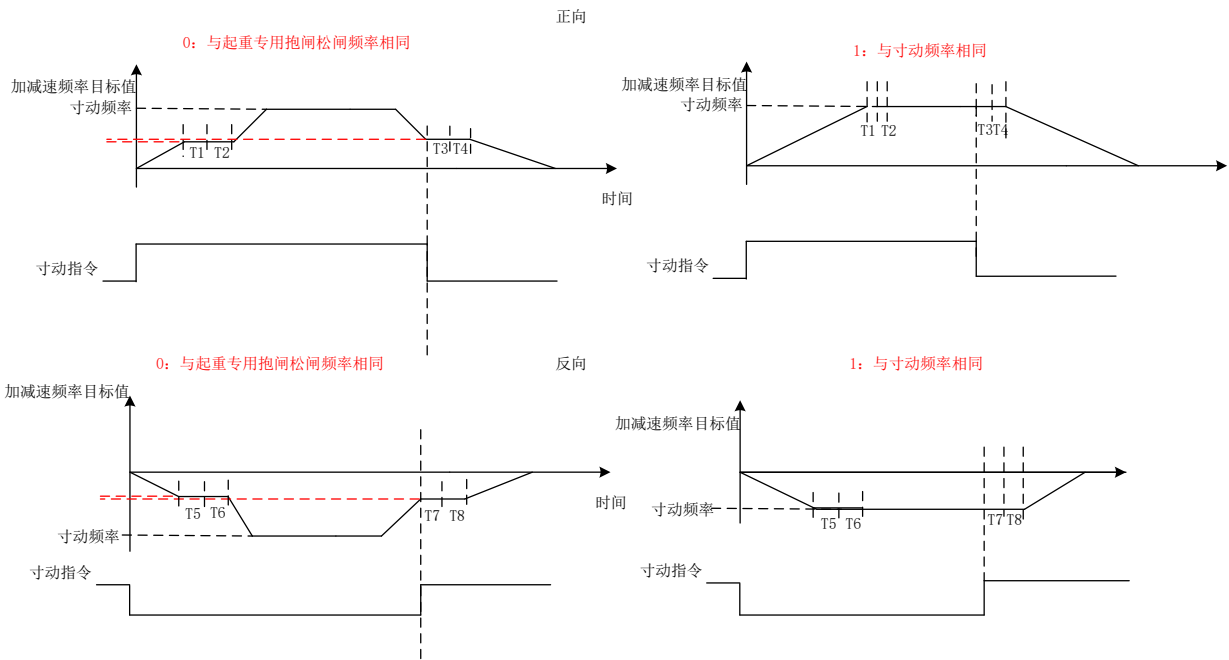 正向
0: 与起重专用抱闸松闸频率相同
加减速频率目标值
寸动频率
T1 T2 T3 T4
时间
寸动指令
1: 与寸动频率相同
加减速频率目标值
寸动频率
T1 T2 T3 T4
寸动指令
反向
0: 与起重专用抱闸松闸频率相同
加减速频率目标值
T5 T6 T7 T8
时间
寸动频率
寸动指令
1: 与寸动频率相同
加减速频率目标值
寸动频率
T5 T6 T7 T8
寸动指令